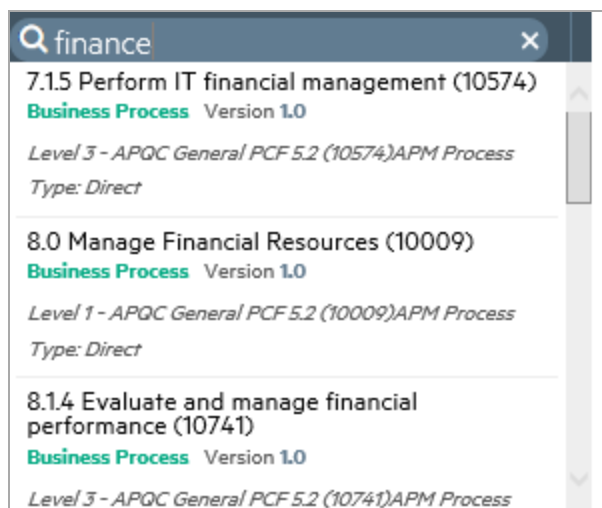 finance
7.1.5 Perform IT financial management (10574)
Business Process Version 1.0
Level 3 - APQC General PCF 5.2 (10574)APM Process
Type: Direct
8.0 Manage Financial Resources (10009)
Business Process Version 1.0
Level 1 - APQC General PCF 5.2 (10009)APM Process
Type: Direct
8.1.4 Evaluate and manage financial
performance (10741)
Business Process Version 1.0
Level 3 - APQC General PCF 5.2 (10741)APM Process